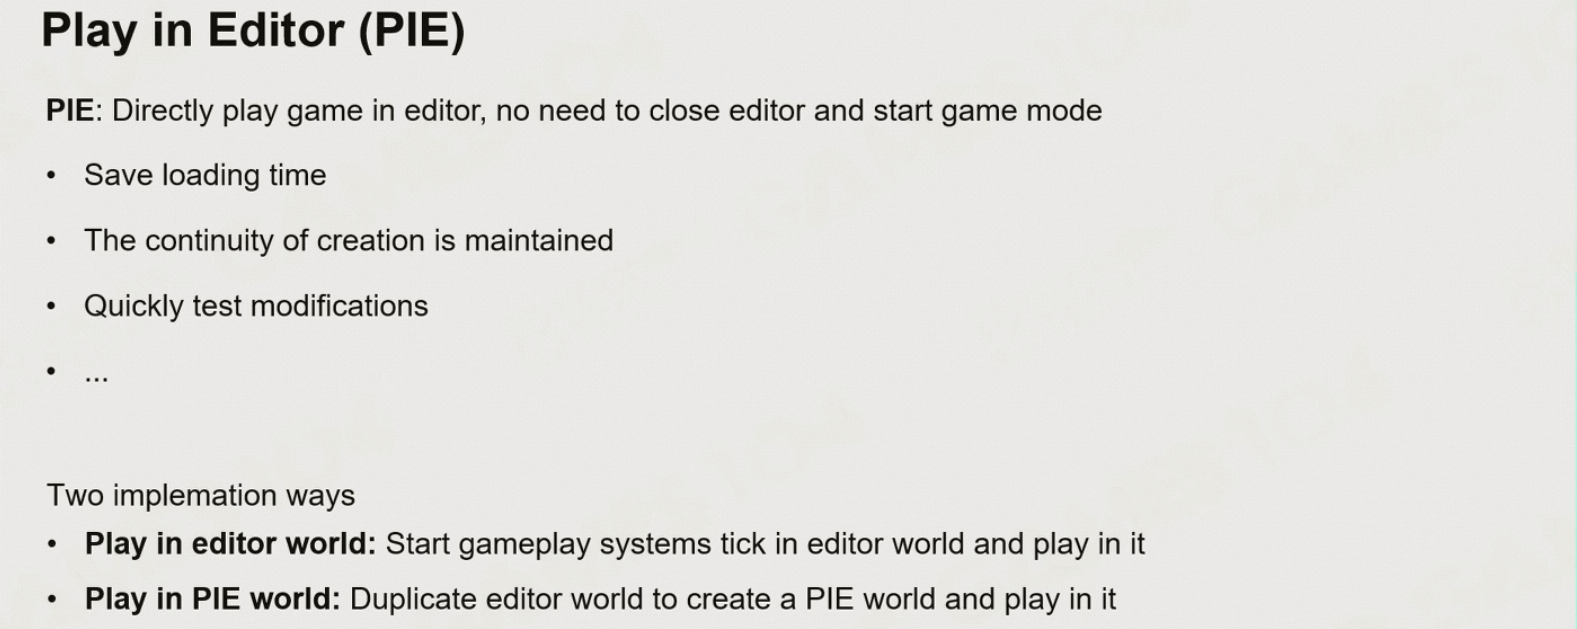 Play in Editor (PIE)
PIE: Directly play game in editor, no need to close editor and start game mode
• Save loading time
• The continuity of creation is maintained
• Quickly test modifications
• ...
Two implemation ways
• Play in editor world: Start gameplay systems tick in editor world and play in it
• Play in PIE world: Duplicate editor world to create a PIE world and play in it